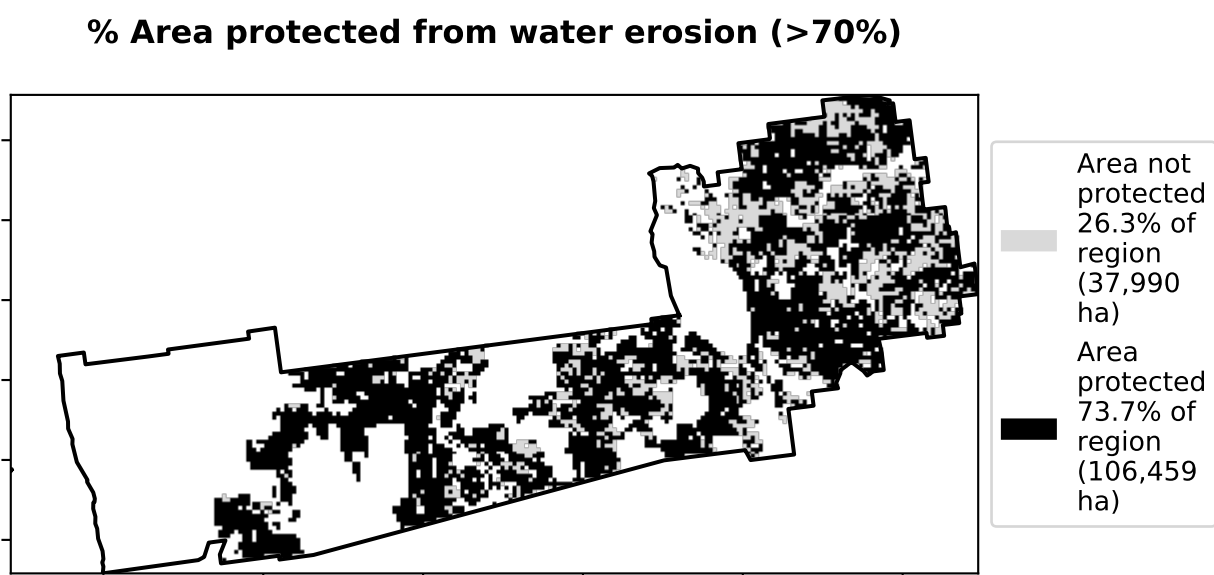 % Area protected from water erosion (>70%)
Area not
protected
26.3% of
region
(37,990
ha)
Area
protected
73.7% of
region
(106,459
ha)